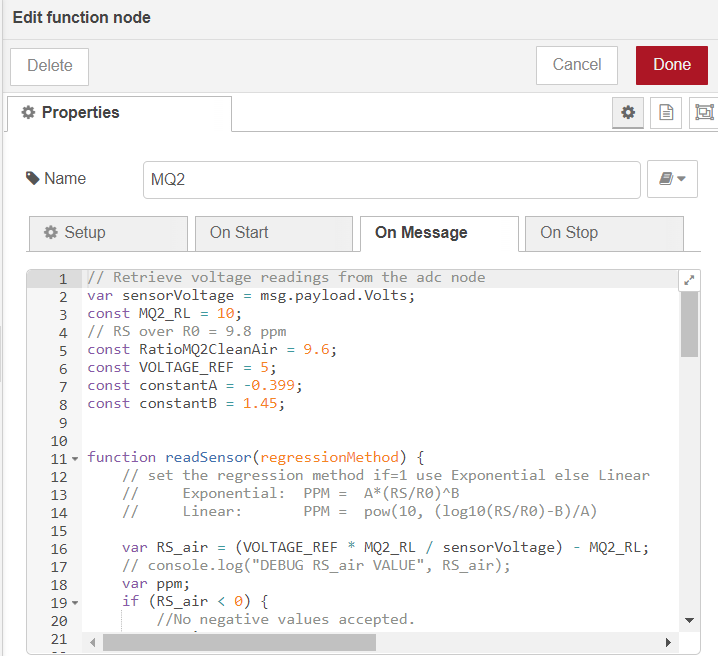 Edit function node
Delete
Cancel
Done
Properties
Name
MQ2
Setup
On Start
On Message
On Stop
1 // Retrieve voltage readings from the adc node
2 var sensorVoltage = msg.payload.Volts;
3 const MQ2_RL = 10;
4 // RS over R0 = 9.8 ppm
5 const RatioMQ2CleanAir = 9.6;
6 const VOLTAGE_REF = 5;
7 const constantA = -0.399;
8 const constantB = 1.45;
9
10
11 function readSensor(regressionMethod) {
12 // set the regression method if=1 use Exponential else Linear
13 // Exponential: PPM = A*(RS/R0)^B
14 // Linear: PPM = pow(10, (log10(RS/R0)-B)/A)
15
16 var RS_air = (VOLTAGE_REF * MQ2_RL / sensorVoltage) - MQ2_RL;
17 // console.log("DEBUG RS_air VALUE", RS_air);
18 var ppm;
19 if (RS_air < 0) {
20 //No negative values accepted.
21